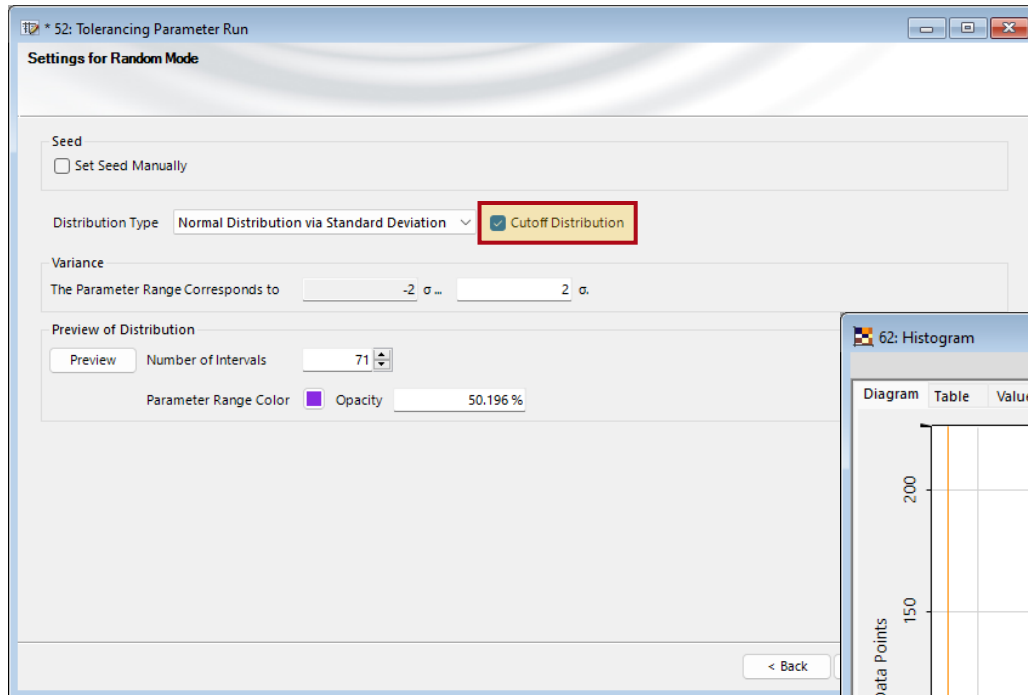 * 52: Tolerancing Parameter Run
Settings for Random Mode
Seed
Set Seed Manually
Distribution Type Normal Distribution via Standard Deviation Cutoff Distribution
Variance
The Parameter Range Corresponds to -2 σ ... 2 σ.
Preview of Distribution
Preview Number of Intervals 71
Parameter Range Color Opacity 50.196 %
< Back
62: Histogram
Diagram Table
200
150
Points